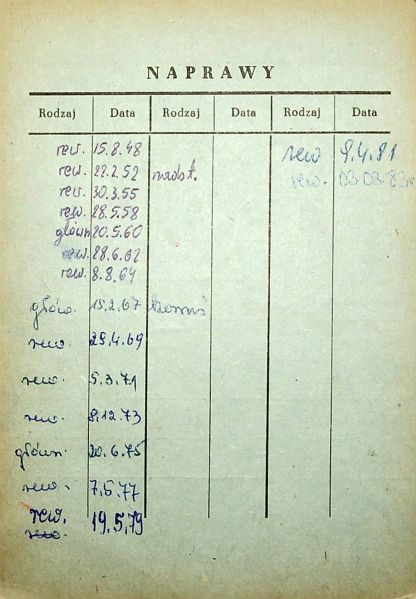 NAPRAWY
Rodzaj Data Rodzaj Data Rodzaj Data
rew. 15.8.48 rew 9.4.81
rew. 22.2.52 nadst. rew. 03.03.83
rew. 30.3.55
rew. 28.5.58
główn 20.5.60
rew. 28.6.62
rew. 8.8.64
głów. 15.2.67
rew. 29.4.69
rew. 5.3.71
rew. 8.12.73
główn. 20.6.75
rew. 7.6.77
rew. 19.5.79
rew.